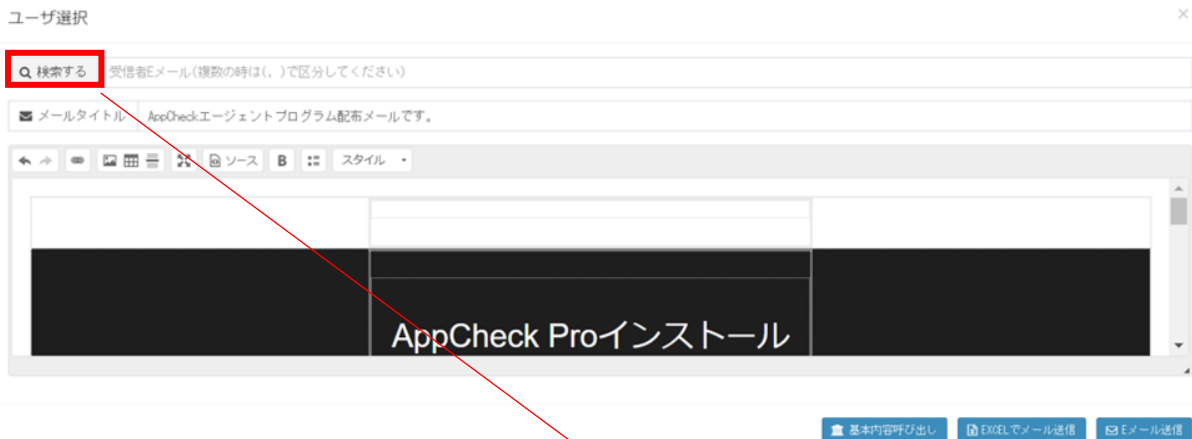 ユーザ選択 ×
検索する 受信者Eメール(複数の時は(,)で区分してください)
メールタイトル AppCheckエージェントプログラム配布メールです。
ソース B スタイル
AppCheck Proインストール
基本内容呼び出し EXCELでメール送信 Eメール送信